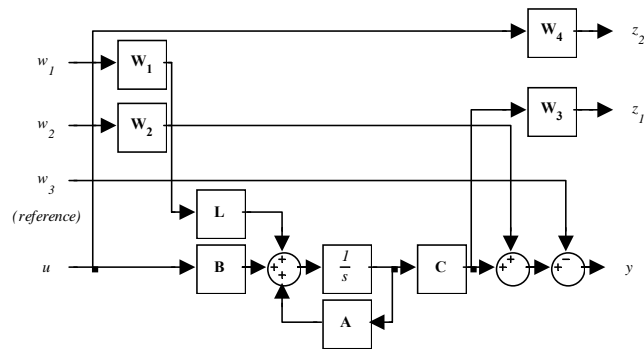 W4 z2
w1 W1
w2 W2 W3 z1
w3
(reference)
L
u B + + + 1/s C + + − y
A